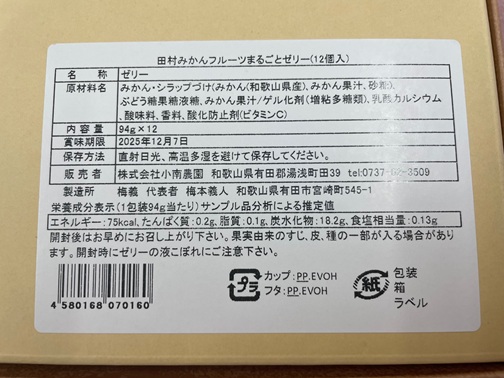 田村みかんフルーツまるごとゼリー(12個入)
名 称 ゼリー
原材料名 みかん・シラップづけ(みかん(和歌山県産)、みかん果汁、砂糖)、
ぶどう糖果糖液糖、みかん果汁/ゲル化剤(増粘多糖類)、乳酸カルシウム
、酸味料、香料、酸化防止剤(ビタミンC)
内 容 量 94g×12
賞味期限 2025年12月7日
保存方法 直射日光、高温多湿を避けて保存してください。
販 売 者 株式会社小南農園 和歌山県有田郡湯浅町田39 tel:0737-62-3509
製造所 梅義 代表者 梅本義人 和歌山県有田市宮崎町545-1
栄養成分表示(1包装94g当たり)サンプル品分析による推定値
エネルギー:75kcal,たんぱく質:0.2g,脂質:0.1g,炭水化物:18.2g,食塩相当量:0.13g
開封後はお早めにお召し上がり下さい。果実由来のすじ、皮、種の一部が入る場合があり
ます。開封時にゼリーの液こぼれにご注意下さい。
4 580168 070160
プラ
カップ:PP,EVOH
フタ:PP,EVOH
紙
包装
箱
ラベル